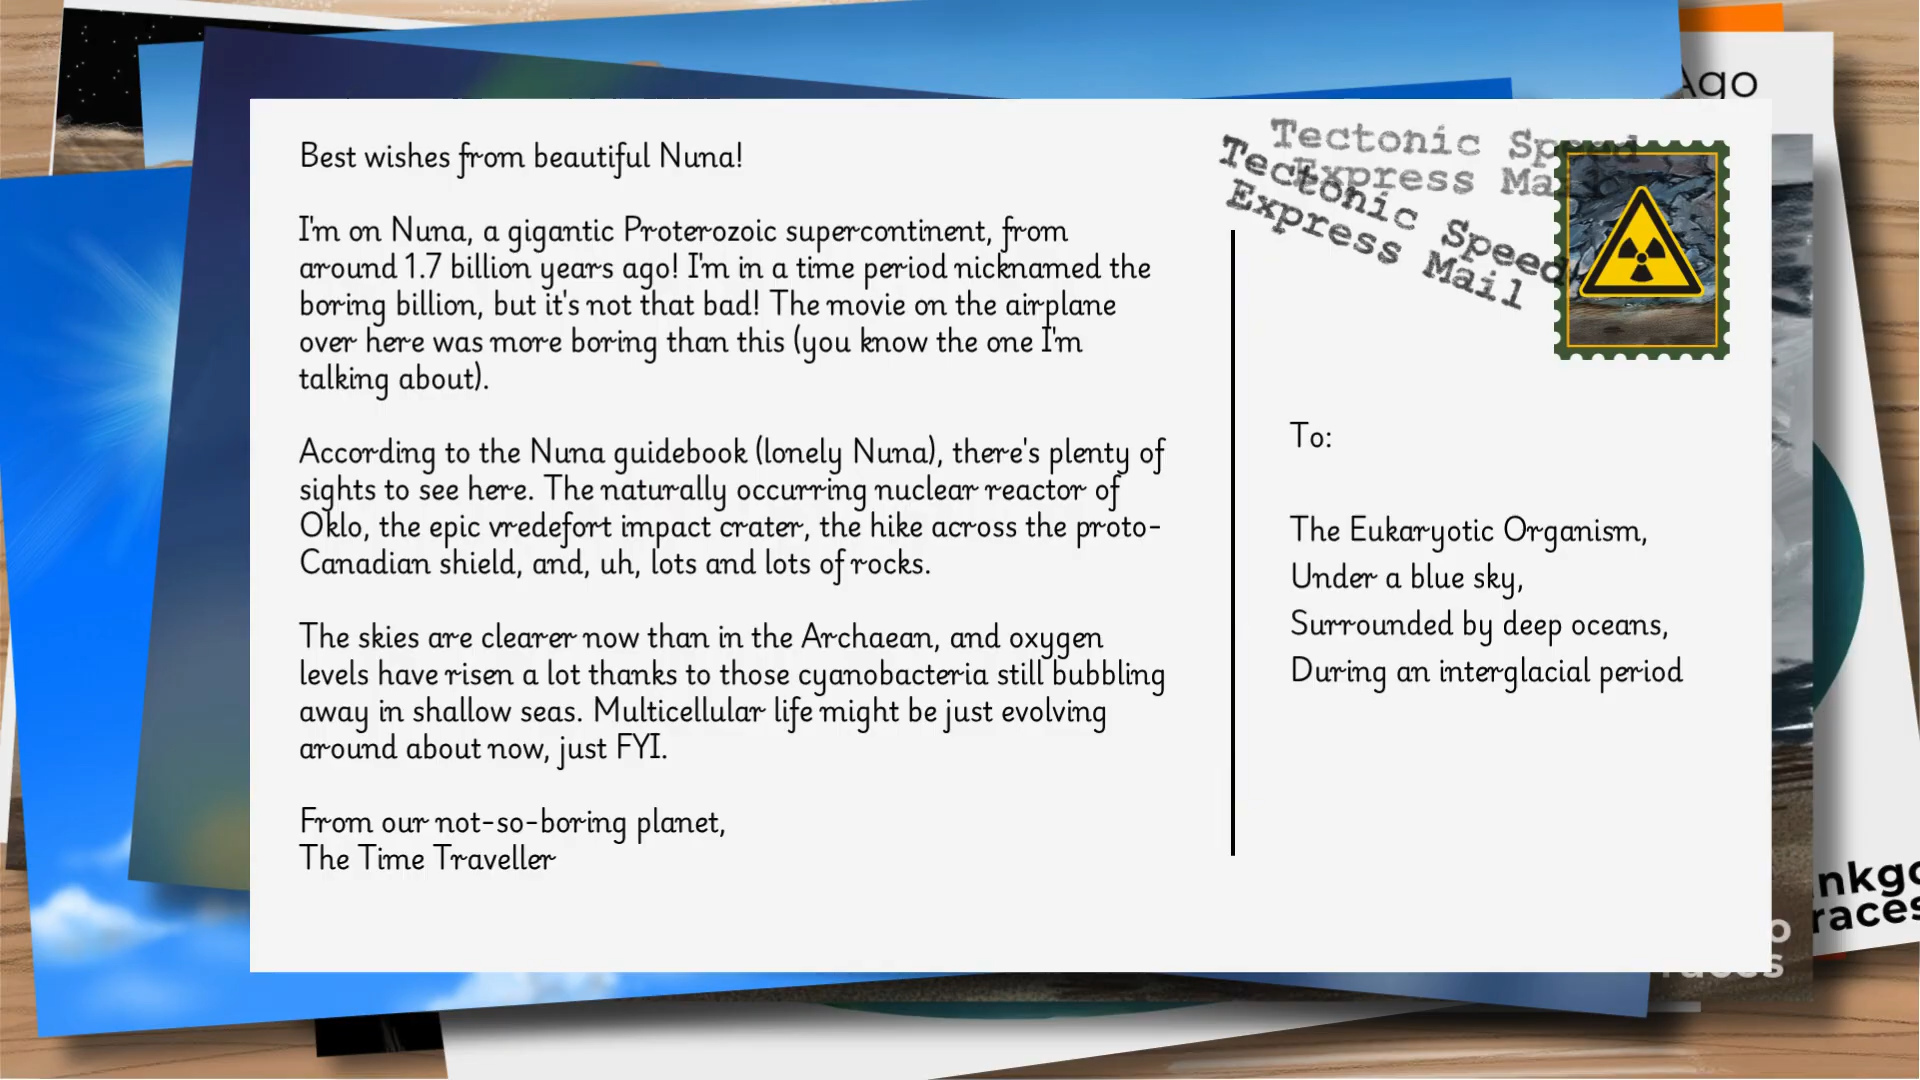 Ago
Best wishes from beautiful Nuna!
I'm on Nuna, a gigantic Proterozoic supercontinent, from
around 1.7 billion years ago! I'm in a time period nicknamed the
boring billion, but it's not that bad! The movie on the airplane
over here was more boring than this (you know the one I'm
talking about).
According to the Nuna guidebook (lonely Nuna), there's plenty of
sights to see here. The naturally occurring nuclear reactor of
Oklo, the epic vredefort impact crater, the hike across the proto-
Canadian shield, and, uh, lots and lots of rocks.
The skies are clearer now than in the Archaean, and oxygen
levels have risen a lot thanks to those cyanobacteria still bubbling
away in shallow seas. Multicellular life might be just evolving
around about now, just FYI.
From our not-so-boring planet,
The Time Traveller
Tectonic Speed
Express Mail
Tectonic Speed
Express Mail
To:
The Eukaryotic Organism,
Under a blue sky,
Surrounded by deep oceans,
During an interglacial period